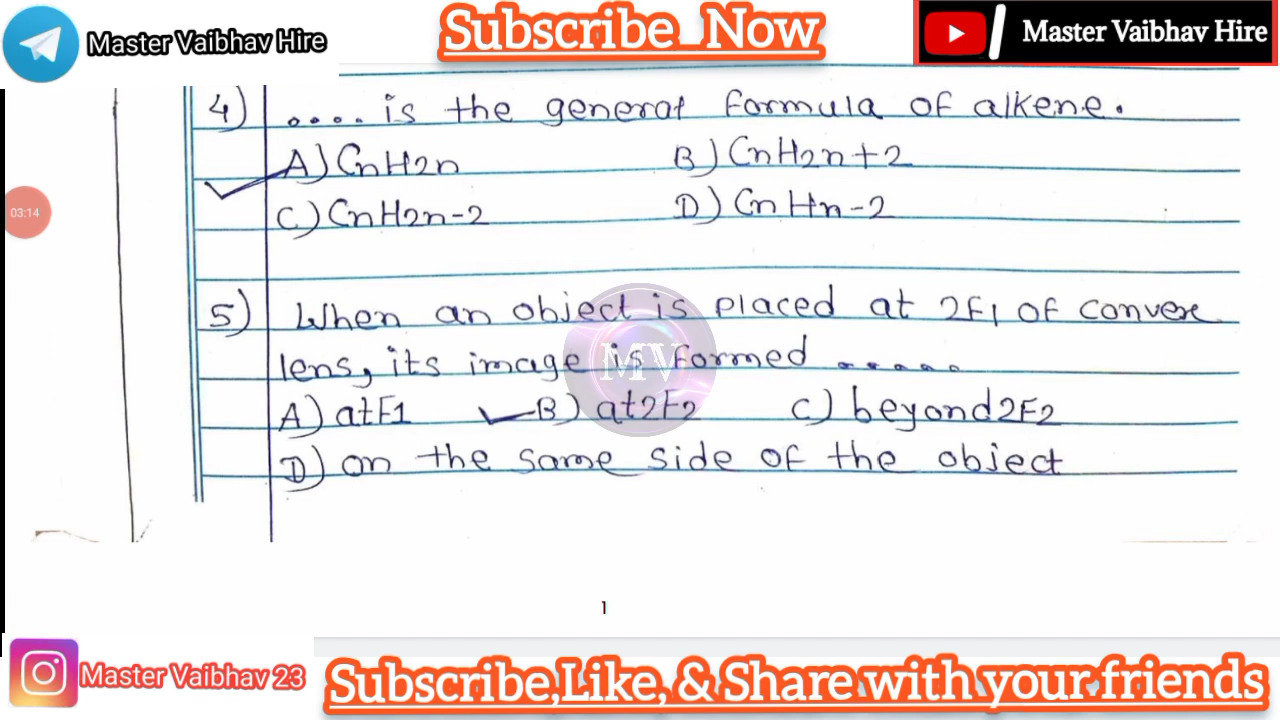 Master Vaibhav Hire
Subscribe Now
Master Vaibhav Hire
4) .... is the general formula of alkene.
A) CnH2n B) CnH2n+2
C) CnH2n-2 D) CnHn-2
03:14
5) When an object is placed at 2F1 of convex
lens, its image is formed .....
A) at F1 B) at 2F2 C) beyond 2F2
D) on the same side of the object
MV
1
Master Vaibhav 23
Subscribe,Like, & Share with your friends